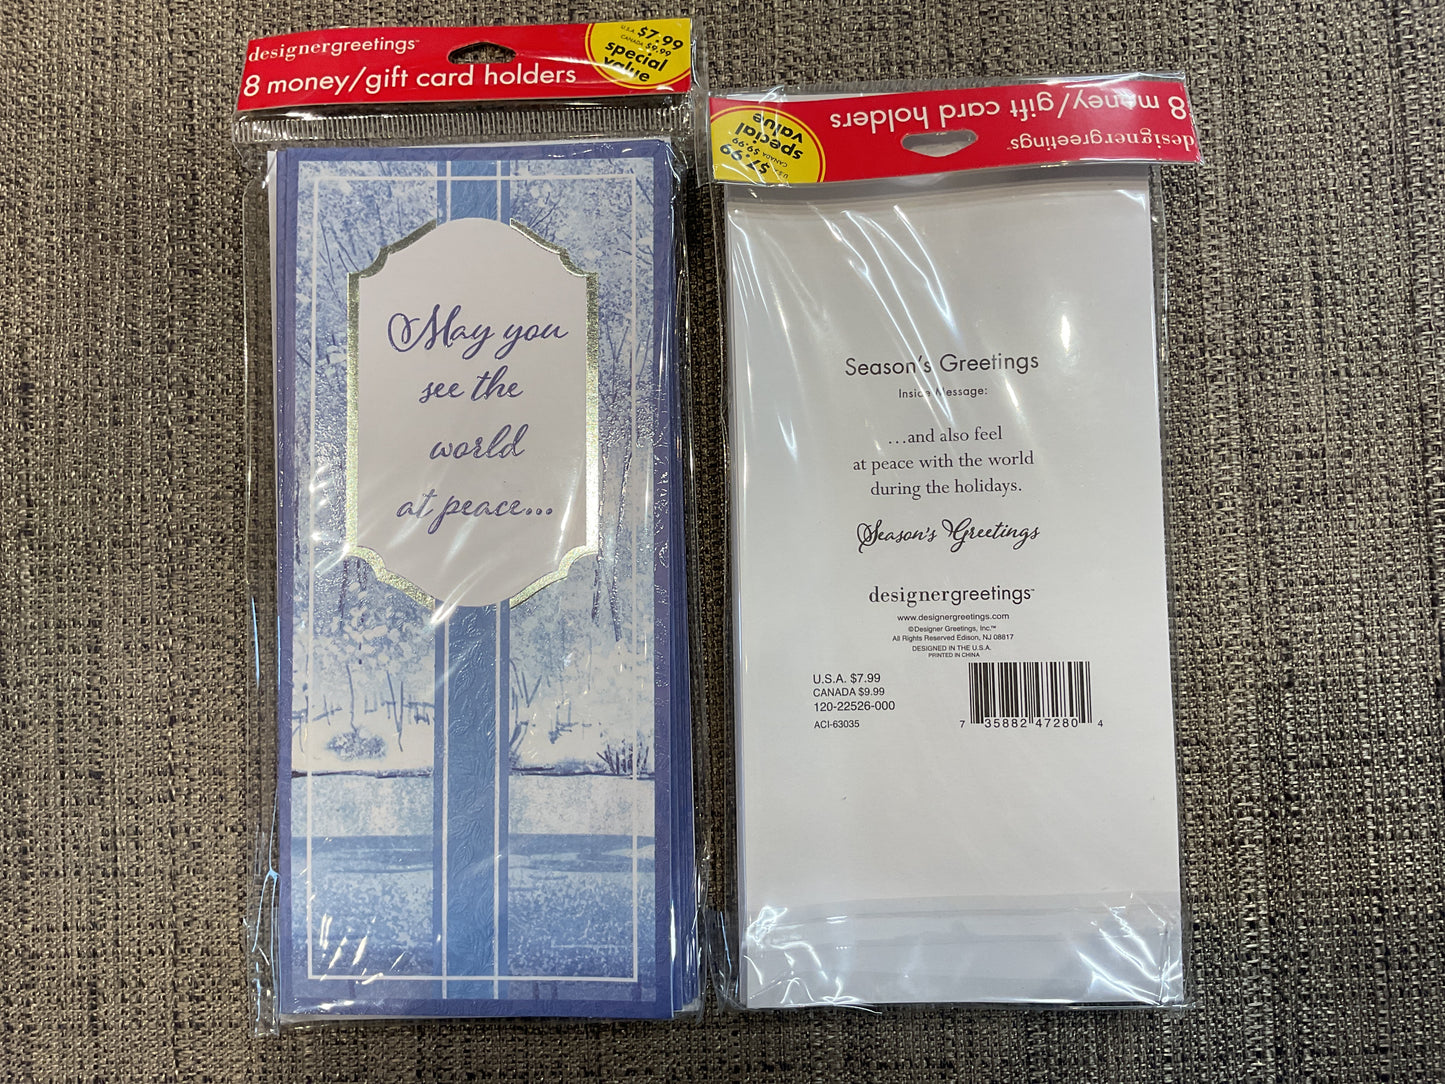 designergreetings™
8 money/gift card holders
U.S.A. $7.99
CANADA $9.99
special
value
May you
see the
world
at peace...
8 money/gift card holders
designergreetings™
U.S.A. $7.99
CANADA $9.99
special
value
Season's Greetings
Inside Message:
...and also feel
at peace with the world
during the holidays.
Season's Greetings
designergreetings™
www.designergreetings.com
©Designer Greetings, Inc.™
All Rights Reserved Edison, NJ 08817
DESIGNED IN THE U.S.A.
PRINTED IN CHINA
U.S.A. $7.99
CANADA $9.99
120-22526-000
ACI-63035
7 35882 47280 4